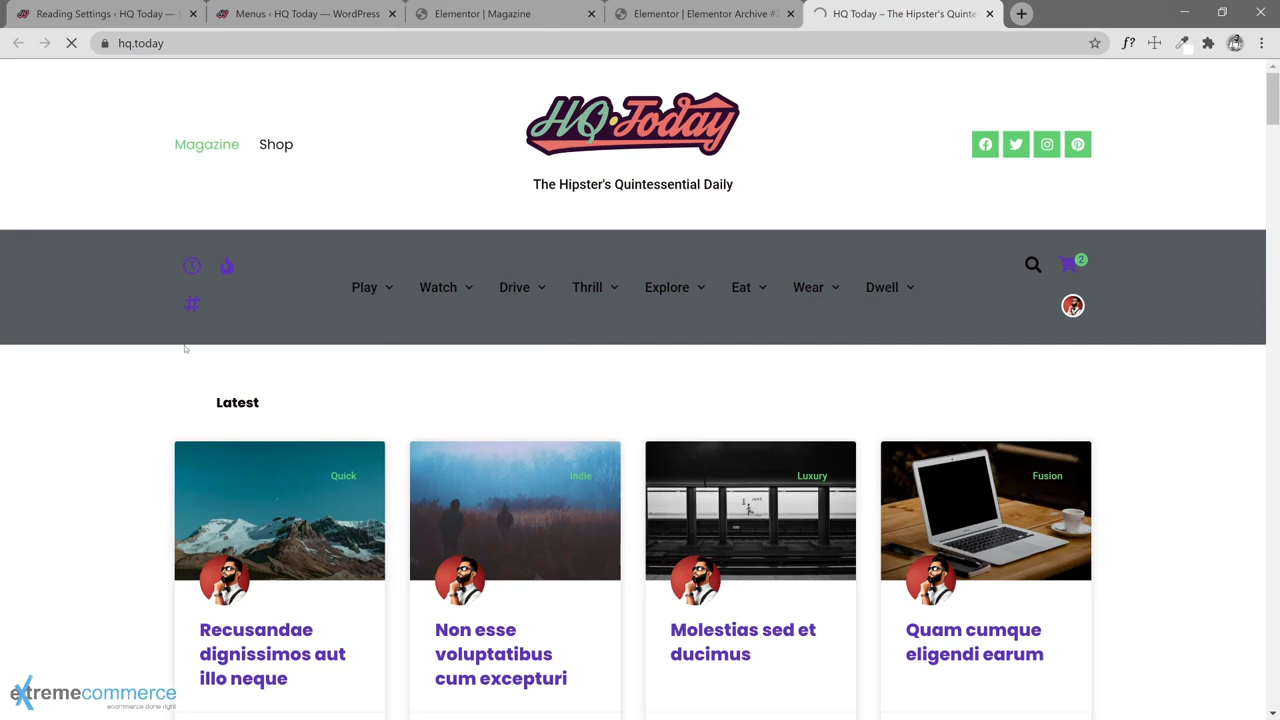 Reading Settings ‹ HQ Today — W
Menus ‹ HQ Today — WordPress
Elementor | Magazine
Elementor | Elementor Archive #
HQ Today – The Hipster's Quinte
hq.today
f?
Magazine
Shop
HQ•Today
The Hipster's Quintessential Daily
2
#
Play
Watch
Drive
Thrill
Explore
Eat
Wear
Dwell
Latest
Quick
Indie
Luxury
Fusion
Recusandae
dignissimos aut
illo neque
Non esse
voluptatibus
cum excepturi
Molestias sed et
ducimus
Quam cumque
eligendi earum
extremecommerce
ecommerce done right